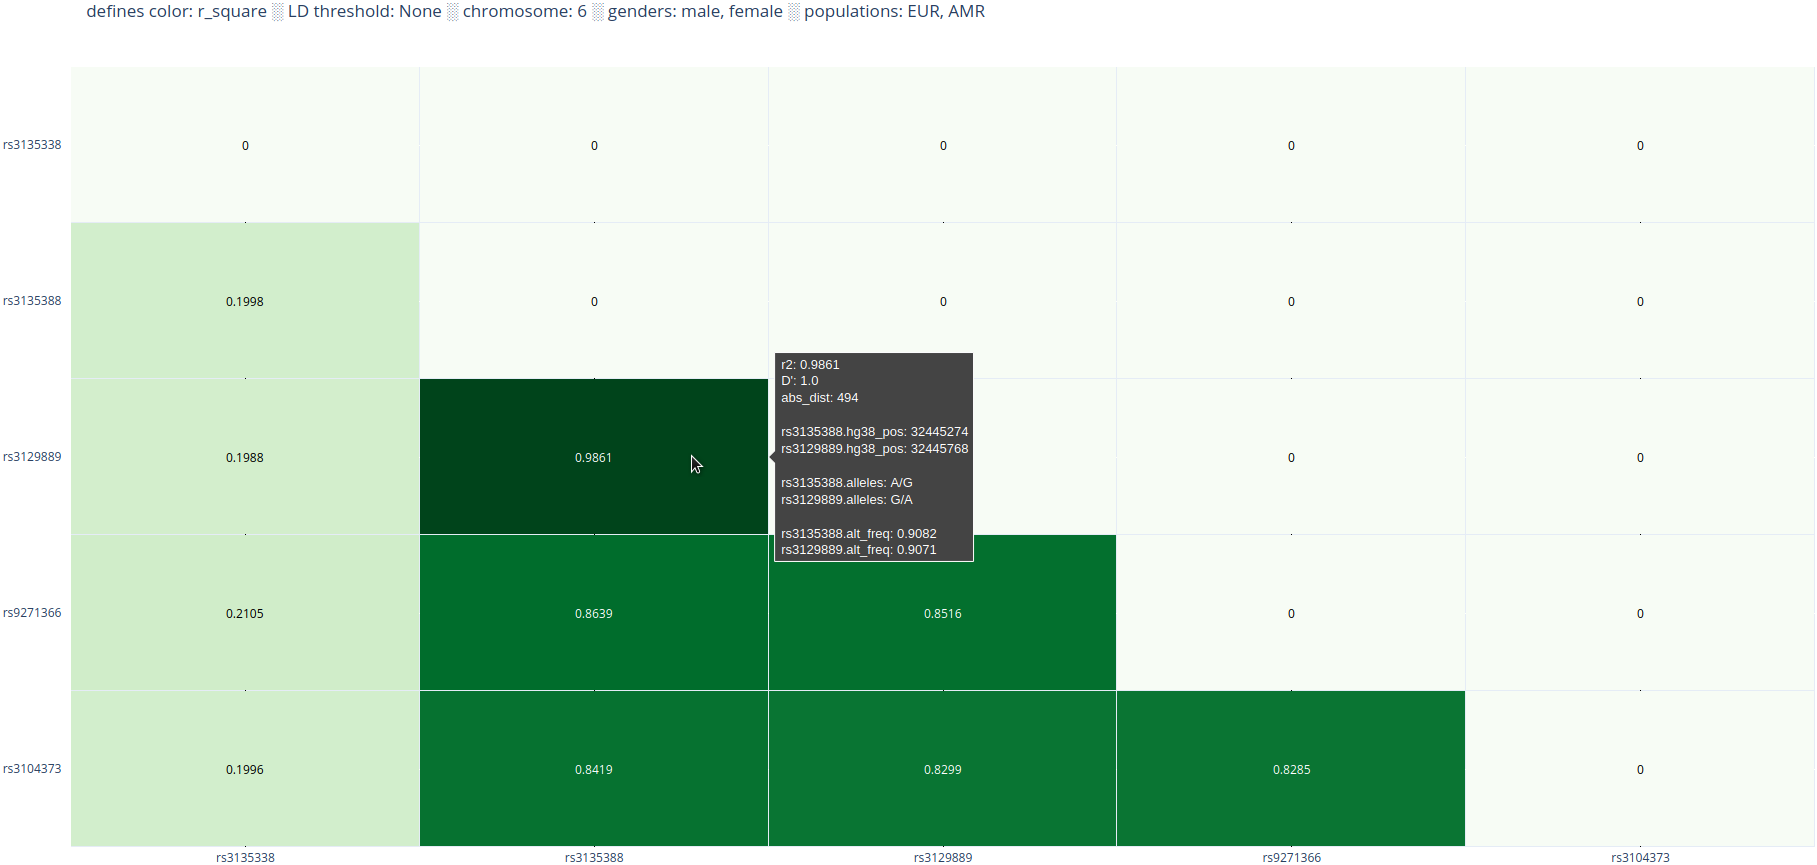 defines color: r_square ░ LD threshold: None ░ chromosome: 6 ░ genders: male, female ░ populations: EUR, AMR
rs3135338 0 0 0 0 0
rs3135388 0.1998 0 0 0 0
r2: 0.9861
D': 1.0
abs_dist: 494
rs3135388.hg38_pos: 32445274
rs3129889.hg38_pos: 32445768
rs3135388.alleles: A/G
rs3129889.alleles: G/A
rs3135388.alt_freq: 0.9082
rs3129889.alt_freq: 0.9071
rs3129889 0.1988 0.9861 0 0
rs9271366 0.2105 0.8639 0.8516 0 0
rs3104373 0.1996 0.8419 0.8299 0.8285 0
rs3135338 rs3135388 rs3129889 rs9271366 rs3104373